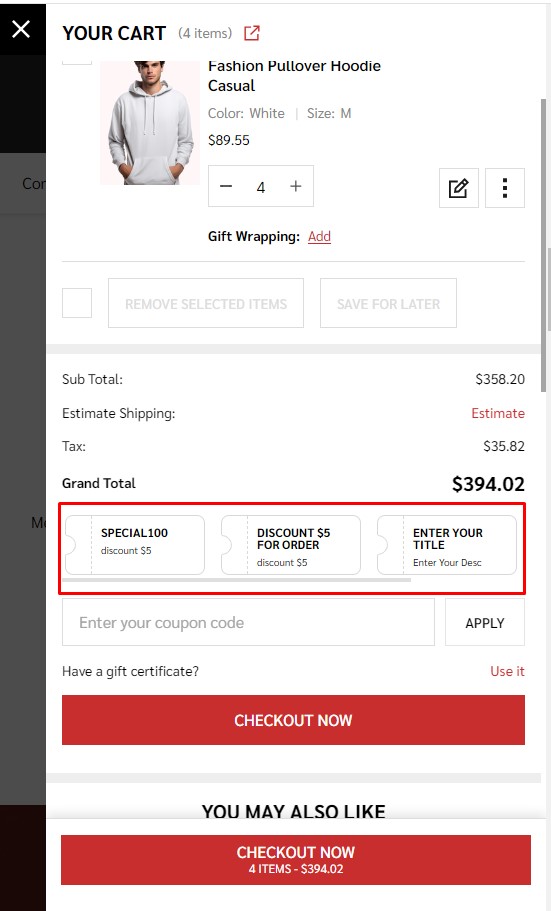 YOUR CART (4 items)
Fashion Pullover Hoodie
Casual
Color: White | Size: M
$89.55
Cor
− 4 +
Gift Wrapping: Add
REMOVE SELECTED ITEMS SAVE FOR LATER
Sub Total: $358.20
Estimate Shipping: Estimate
Tax: $35.82
Grand Total $394.02
Me
SPECIAL100
discount $5
DISCOUNT $5
FOR ORDER
discount $5
ENTER YOUR
TITLE
Enter Your Desc
Enter your coupon code APPLY
Have a gift certificate? Use it
CHECKOUT NOW
YOU MAY ALSO LIKE
CHECKOUT NOW
4 ITEMS - $394.02